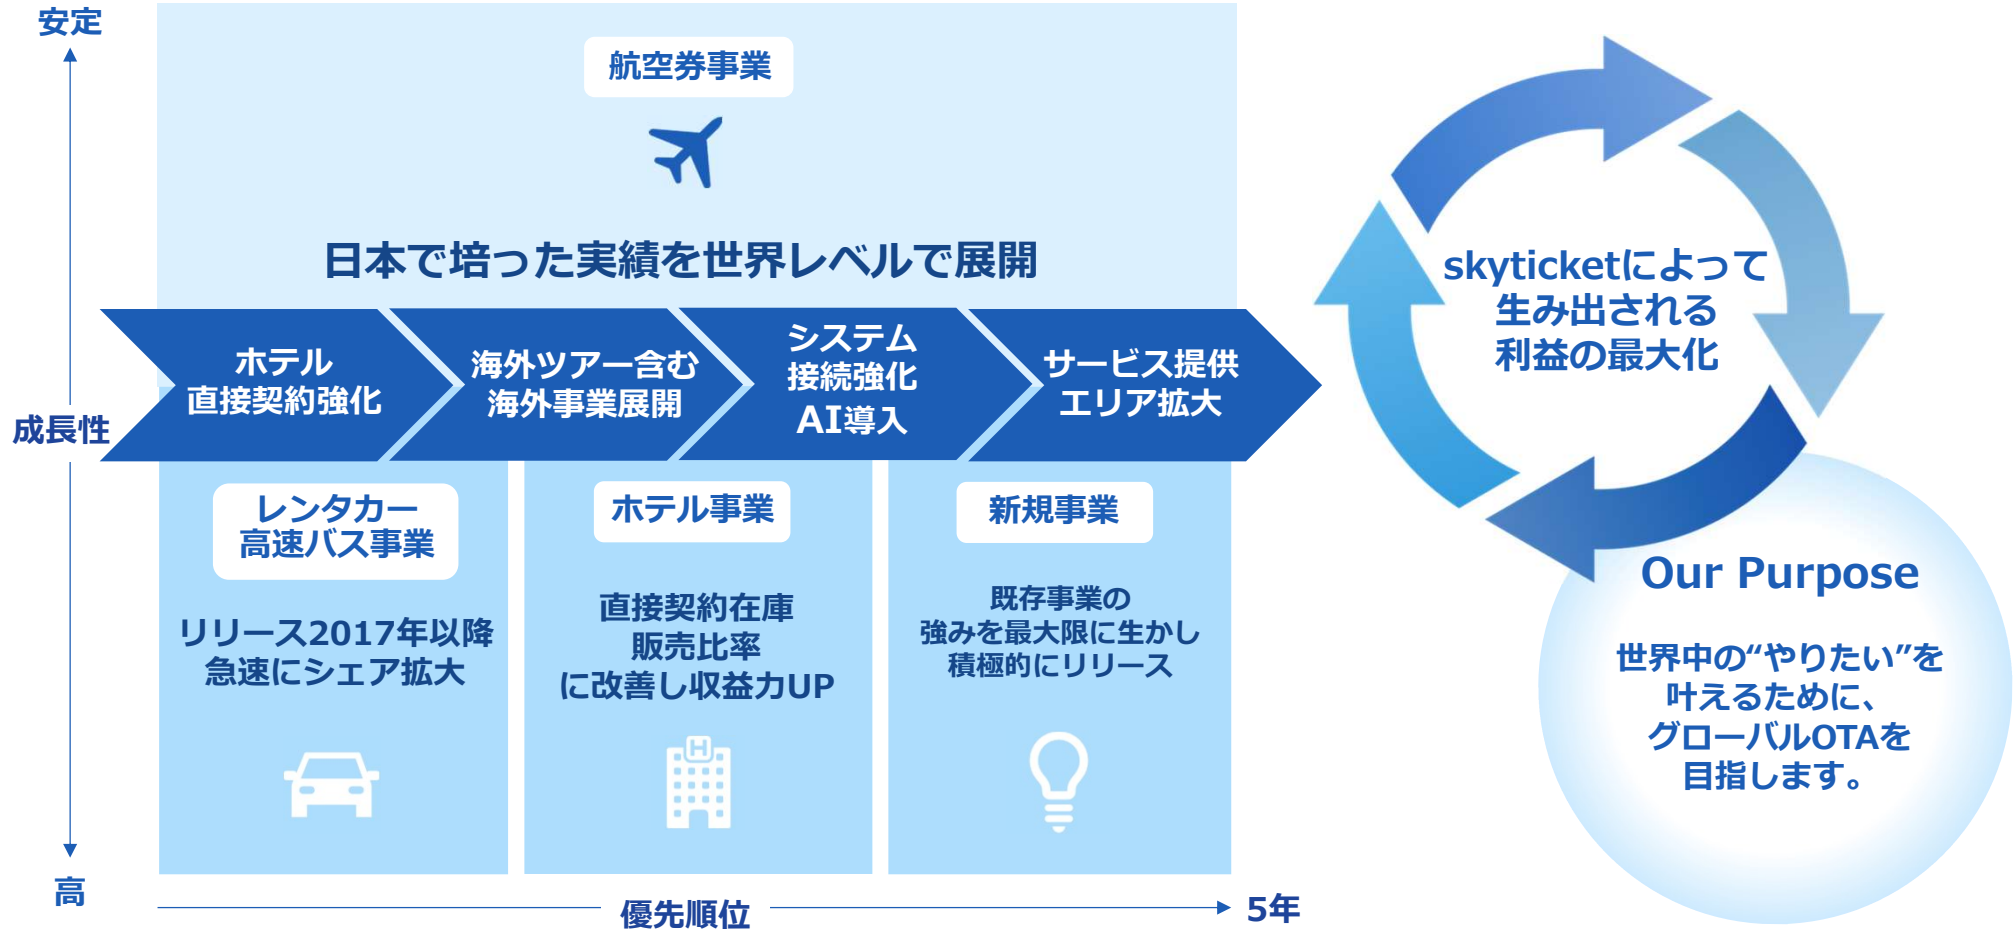 安定
航空券事業
日本で培った実績を世界レベルで展開
ホテル
直接契約強化
海外ツアー含む
海外事業展開
システム
接続強化
AI導入
サービス提供
エリア拡大
成長性
レンタカー
高速バス事業
リリース2017年以降
急速にシェア拡大
ホテル事業
直接契約在庫
販売比率
に改善し収益力UP
新規事業
既存事業の
強みを最大限に生かし
積極的にリリース
高
優先順位
5年
skyticketによって
生み出される
利益の最大化
Our Purpose
世界中の“やりたい”を
叶えるために、
グローバルOTAを
目指します。